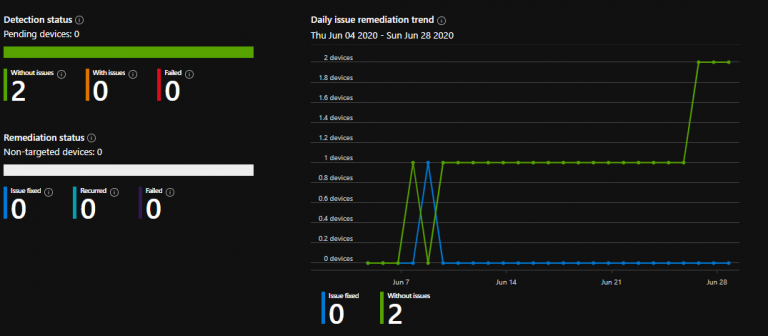 Detection status
Pending devices: 0
Without issues
2
With issues
0
Failed
0
Remediation status
Non-targeted devices: 0
Issue fixed
0
Recurred
0
Failed
0
Daily issue remediation trend
Thu Jun 04 2020 - Sun Jun 28 2020
2 devices
1.8 devices
1.6 devices
1.4 devices
1.2 devices
1 devices
0.8 devices
0.6 devices
0.4 devices
0.2 devices
0 devices
Jun 7
Jun 14
Jun 21
Jun 28
Issue fixed
0
Without issues
2